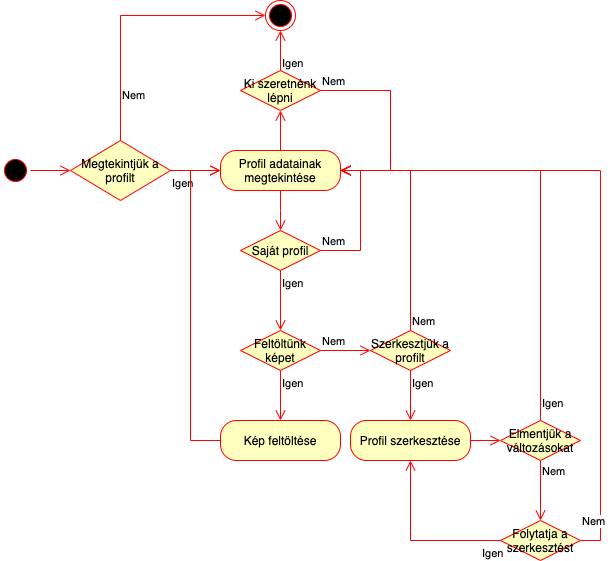 Igen
Ki szeretnénk
lépni
Nem
Nem
Megtekintjük a
profilt
Igen
Profil adatainak
megtekintése
Saját profil
Nem
Igen
Feltöltünk
képet
Nem
Szerkesztjük a
profilt
Nem
Igen
Igen
Igen
Kép feltöltése
Profil szerkesztése
Elmentjük a
változásokat
Nem
Folytatja a
szerkesztést
Nem
Igen